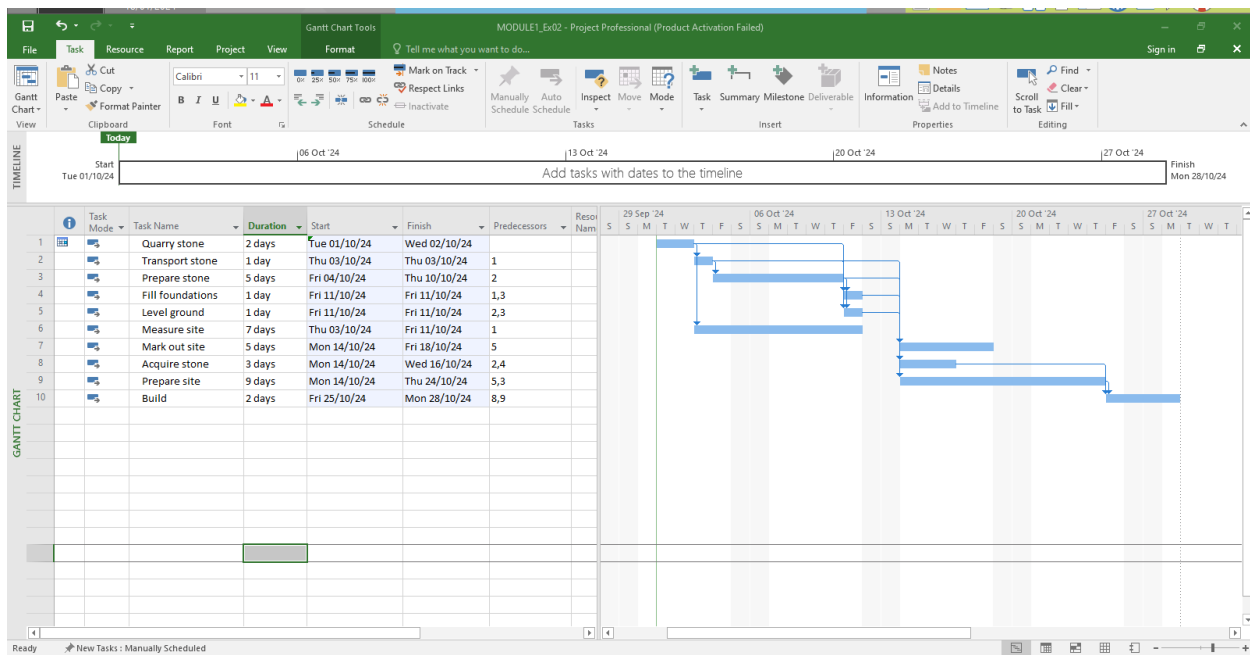 Gantt Chart Tools MODULE1_Ex02 - Project Professional (Product Activation Failed)
File Task Resource Report Project View Format Tell me what you want to do... Sign in
Gantt Chart
View
Paste
Cut
Copy
Format Painter
Clipboard
Calibri 11
B I U A
Font
0% 25% 50% 75% 100%
Mark on Track
Respect Links
Inactivate
Schedule
Manually Schedule
Auto Schedule
Inspect
Move
Mode
Tasks
Task
Summary
Milestone
Deliverable
Insert
Information
Notes
Details
Add to Timeline
Properties
Scroll to Task
Find
Clear
Fill
Editing
TIMELINE
Today
06 Oct '24 13 Oct '24 20 Oct '24 27 Oct '24
Start
Tue 01/10/24
Add tasks with dates to the timeline
Finish
Mon 28/10/24
GANTT CHART
Task Mode Task Name Duration Start Finish Predecessors Resou Nam
29 Sep '24 06 Oct '24 13 Oct '24 20 Oct '24 27 Oct '24
S S M T W T F S S M T W T F S S M T W T F S S M T W T F S S M T W T
1 Quarry stone 2 days Tue 01/10/24 Wed 02/10/24
2 Transport stone 1 day Thu 03/10/24 Thu 03/10/24 1
3 Prepare stone 5 days Fri 04/10/24 Thu 10/10/24 2
4 Fill foundations 1 day Fri 11/10/24 Fri 11/10/24 1,3
5 Level ground 1 day Fri 11/10/24 Fri 11/10/24 2,3
6 Measure site 7 days Thu 03/10/24 Fri 11/10/24 1
7 Mark out site 5 days Mon 14/10/24 Fri 18/10/24 5
8 Acquire stone 3 days Mon 14/10/24 Wed 16/10/24 2,4
9 Prepare site 9 days Mon 14/10/24 Thu 24/10/24 5,3
10 Build 2 days Fri 25/10/24 Mon 28/10/24 8,9
Ready New Tasks : Manually Scheduled